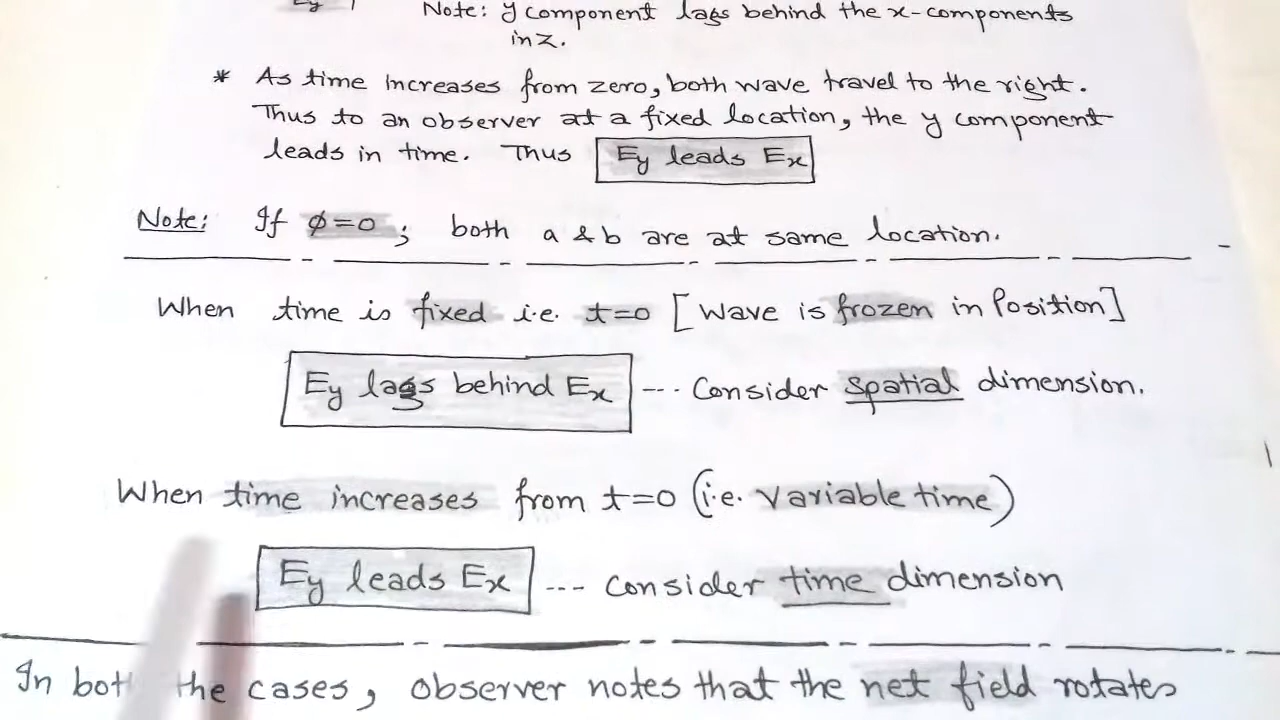 Ey
Note: y component lags behind the x-components
in z.
* As time increases from zero, both wave travel to the right.
Thus to an observer at a fixed location, the y component
leads in time. Thus Ey leads Ex
Note: If φ=0; both a & b are at same location.
When time is fixed i.e. t=0 [Wave is frozen in Position]
Ey lags behind Ex --- Consider spatial dimension.
When time increases from t=0 (i.e. variable time)
Ey leads Ex --- consider time dimension
In both the cases, observer notes that the net field rotates